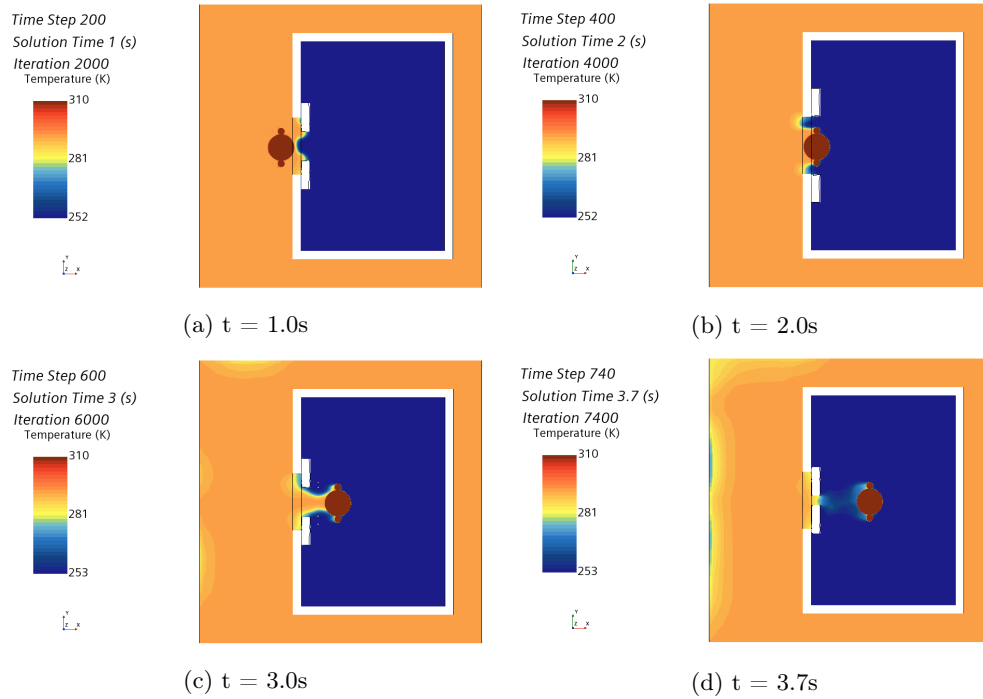 Time Step 200
Solution Time 1 (s)
Iteration 2000
Temperature (K)
310
281
252
Y
Z X
(a) t = 1.0s
Time Step 400
Solution Time 2 (s)
Iteration 4000
Temperature (K)
310
281
252
Y
Z X
(b) t = 2.0s
Time Step 600
Solution Time 3 (s)
Iteration 6000
Temperature (K)
310
281
253
Y
Z X
(c) t = 3.0s
Time Step 740
Solution Time 3.7 (s)
Iteration 7400
Temperature (K)
310
281
253
Y
Z X
(d) t = 3.7s